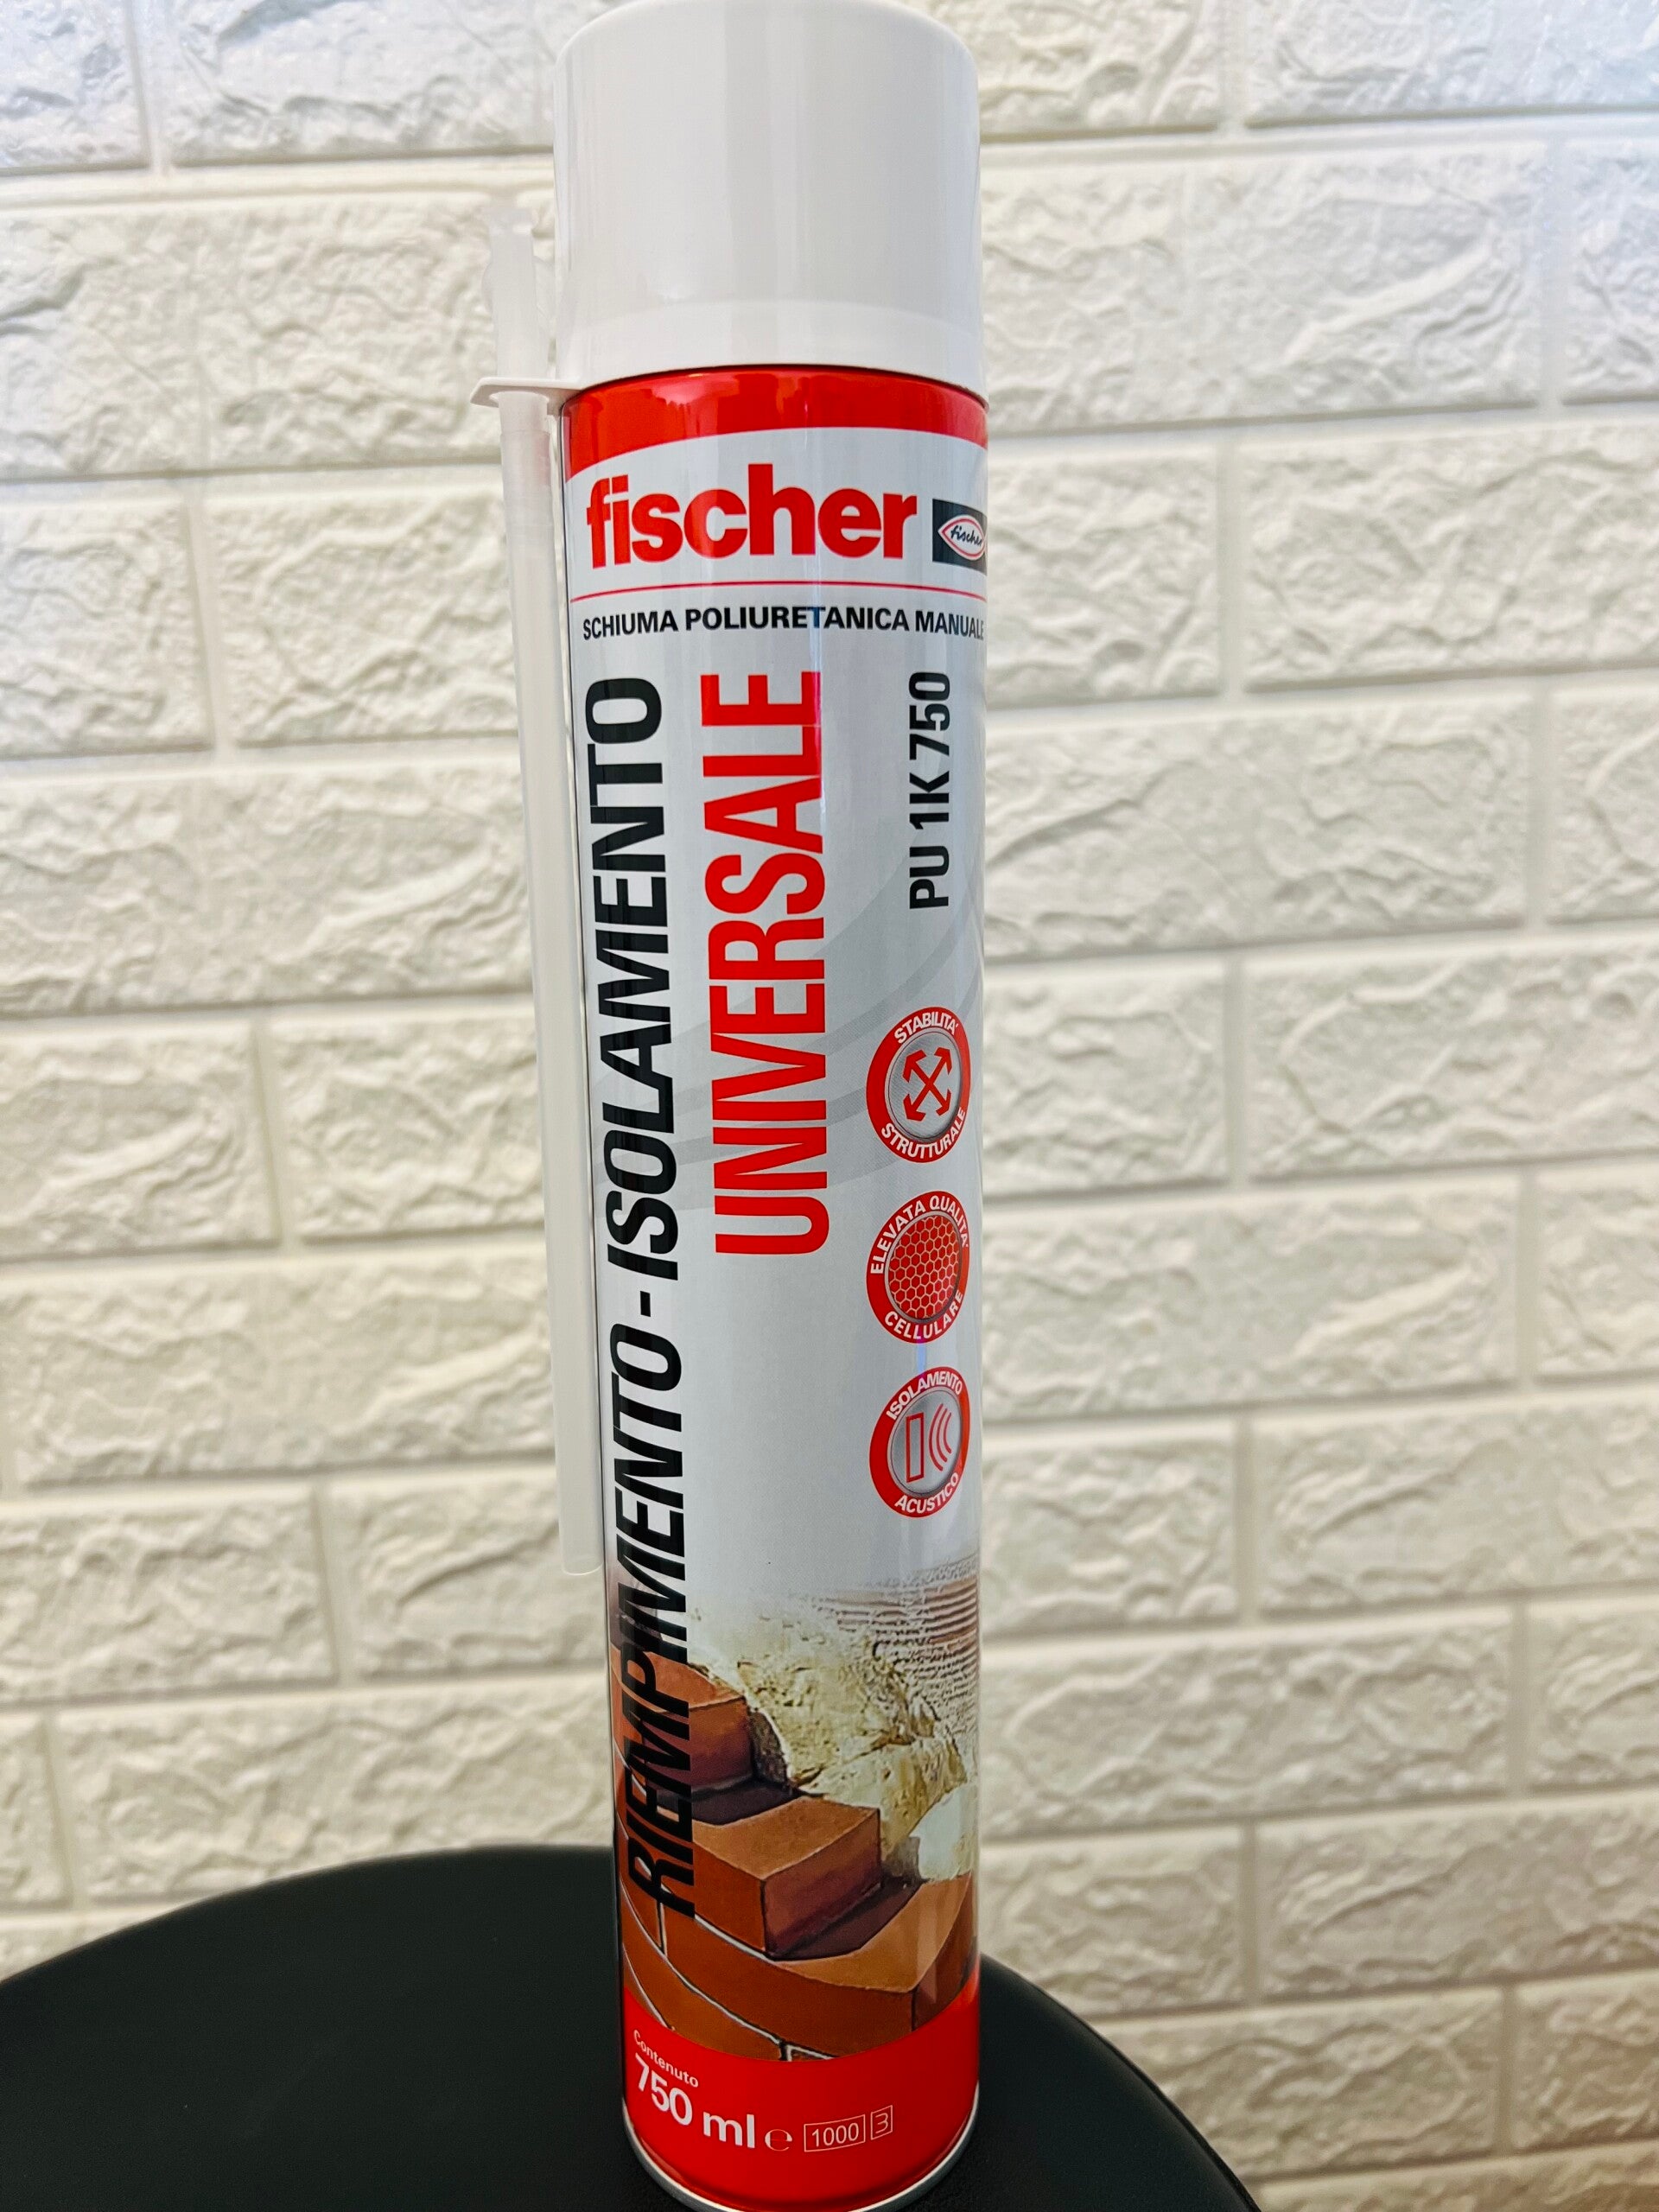 fischer
fischer
SCHIUMA POLIURETANICA MANUALE
RIEMPIMENTO - ISOLAMENTO
UNIVERSALE
PU 1K 750
STABILITA'
STRUTTURALE
ELEVATA QUALITA'
CELLULARE
ISOLAMENTO
ACUSTICO
Contenuto
750 ml ℮ 1000 3